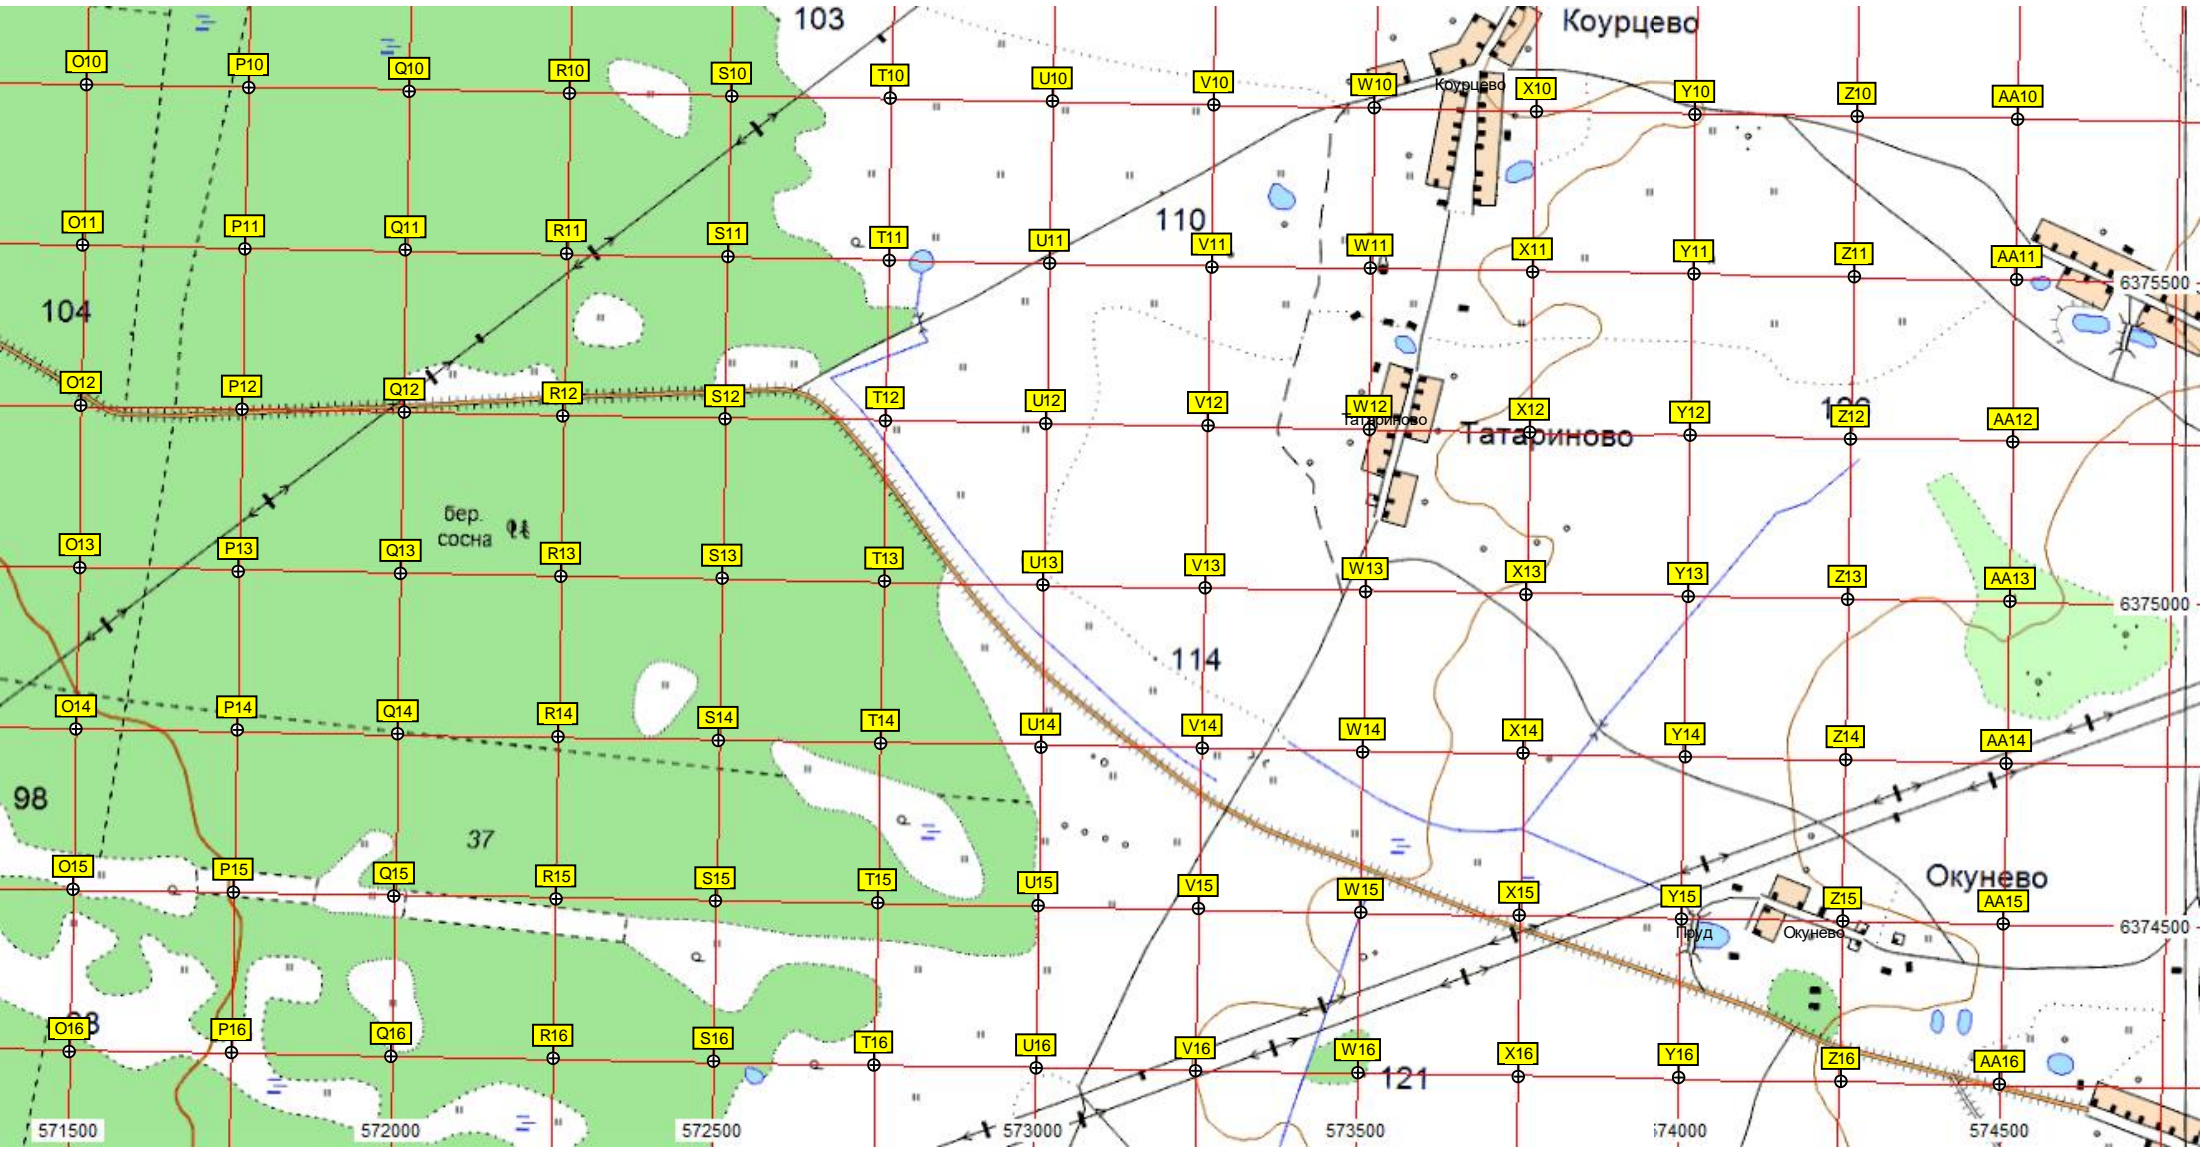 103
Коурцево
O10 P10 Q10 R10 S10 T10 U10 V10 W10 Коурцево X10 Y10 Z10 AA10
110
O11 P11 Q11 R11 S11 T11 U11 V11 W11 X11 Y11 Z11 AA11
6375500
104
O12 P12 Q12 R12 S12 T12 U12 V12 W12 X12 Y12 Z12 AA12
Татариново
Татариново
бер.
сосна
O13 P13 Q13 R13 S13 T13 U13 V13 W13 X13 Y13 Z13 AA13
6375000
114
O14 P14 Q14 R14 S14 T14 U14 V14 W14 X14 Y14 Z14 AA14
98
37
Окунево
O15 P15 Q15 R15 S15 T15 U15 V15 W15 X15 Y15 Z15 AA15
6374500
Пруд
Окунево
O16 P16 Q16 R16 S16 T16 U16 V16 W16 X16 Y16 Z16 AA16
121
571500 572000 572500 573000 573500 574000 574500